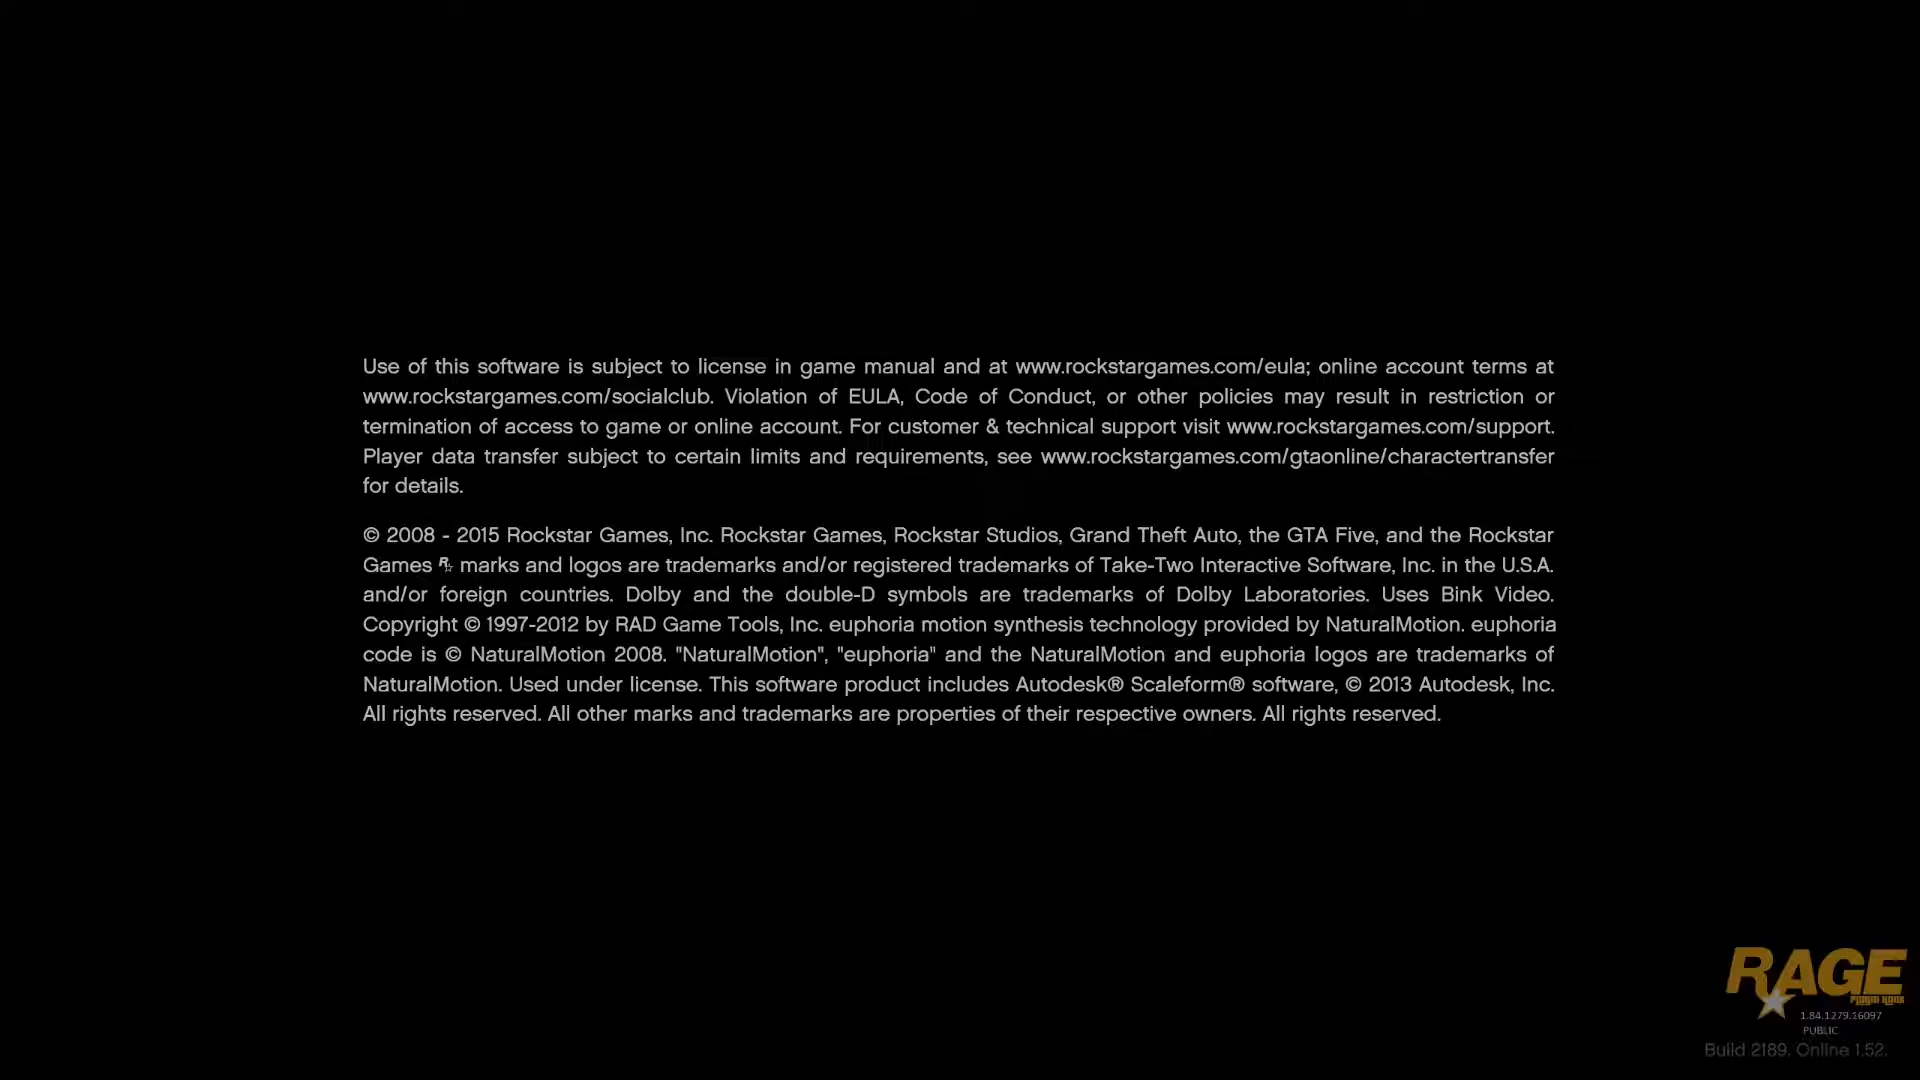 Use of this software is subject to license in game manual and at www.rockstargames.com/eula; online account terms at
www.rockstargames.com/socialclub. Violation of EULA, Code of Conduct, or other policies may result in restriction or
termination of access to game or online account. For customer & technical support visit www.rockstargames.com/support.
Player data transfer subject to certain limits and requirements, see www.rockstargames.com/gtaonline/charactertransfer
for details.
© 2008 - 2015 Rockstar Games, Inc. Rockstar Games, Rockstar Studios, Grand Theft Auto, the GTA Five, and the Rockstar
Games R marks and logos are trademarks and/or registered trademarks of Take-Two Interactive Software, Inc. in the U.S.A.
and/or foreign countries. Dolby and the double-D symbols are trademarks of Dolby Laboratories. Uses Bink Video.
Copyright © 1997-2012 by RAD Game Tools, Inc. euphoria motion synthesis technology provided by NaturalMotion. euphoria
code is © NaturalMotion 2008. "NaturalMotion", "euphoria" and the NaturalMotion and euphoria logos are trademarks of
NaturalMotion. Used under license. This software product includes Autodesk® Scaleform® software, © 2013 Autodesk, Inc.
All rights reserved. All other marks and trademarks are properties of their respective owners. All rights reserved.
RAGE
PLUGIN HOOK
1.84.1279.16097
PUBLIC
Build 2189, Online 1.52.